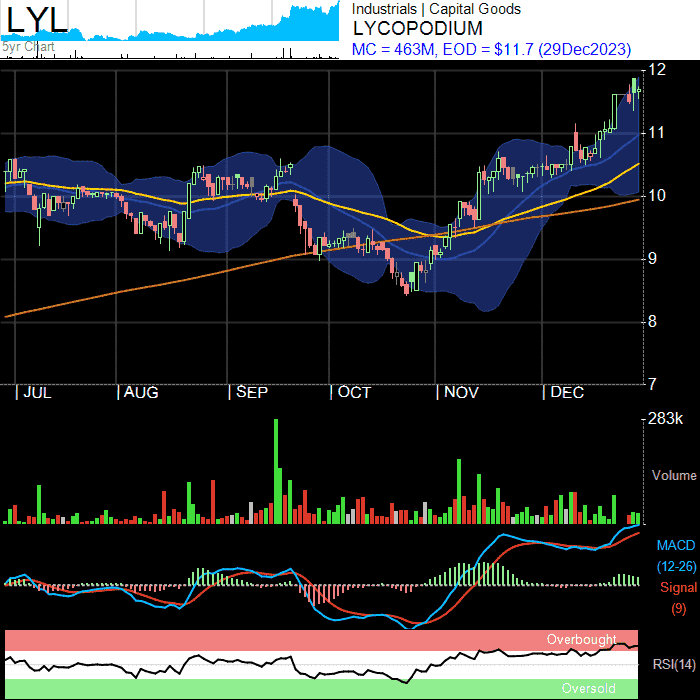 LYL
5yr Chart
Industrials | Capital Goods
LYCOPODIUM
MC = 463M, EOD = $11.7 (29Dec2023)
12
11
10
9
8
7
JUL
AUG
SEP
OCT
NOV
DEC
283k
Volume
MACD
(12-26)
Signal
(9)
Overbought
RSI(14)
Oversold